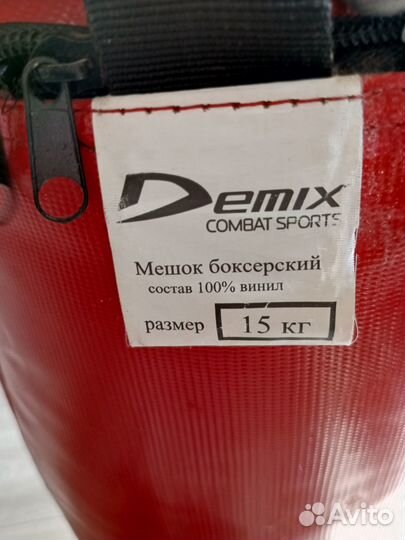 Demix
COMBAT SPORTS
Мешок боксерский
состав 100% винил
размер 15 кг
Avito